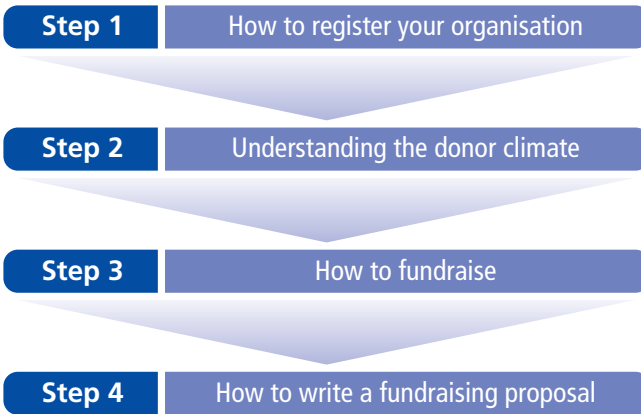 Step 1 How to register your organisation
Step 2 Understanding the donor climate
Step 3 How to fundraise
Step 4 How to write a fundraising proposal